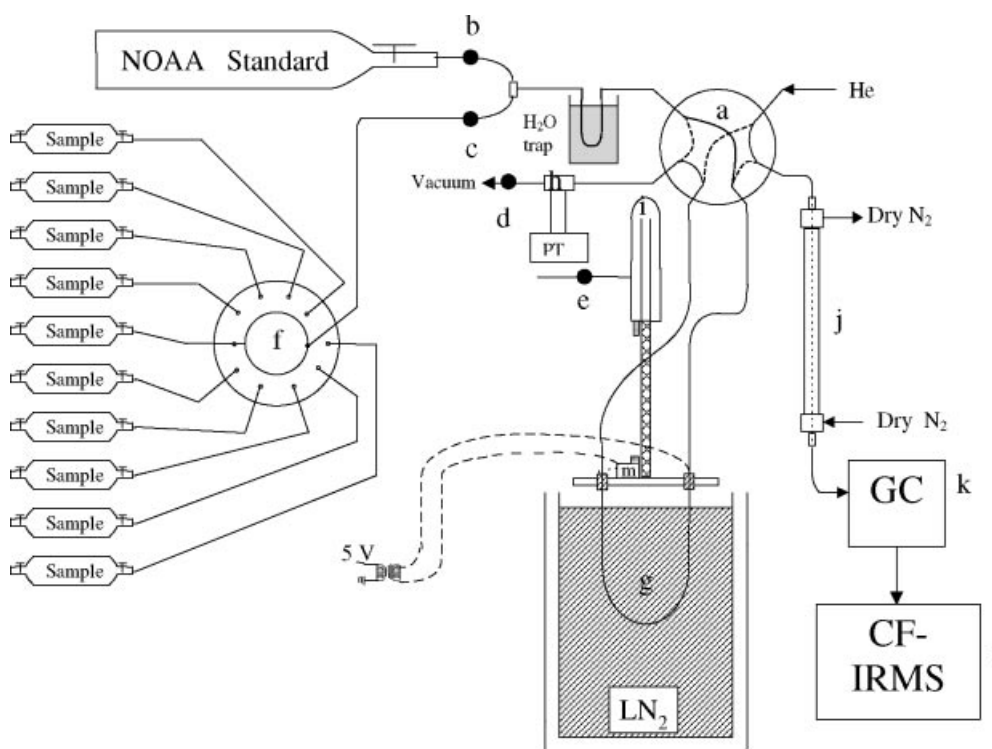 b
NOAA Standard
He
a
H₂O
trap
c
Sample
Sample
Sample
Sample
Sample
Sample
Sample
Sample
Sample
Sample
Vacuum
h
d
PT
i
Dry N₂
e
f
j
Dry N₂
m
GC
k
5 V
g
CF-
IRMS
LN₂